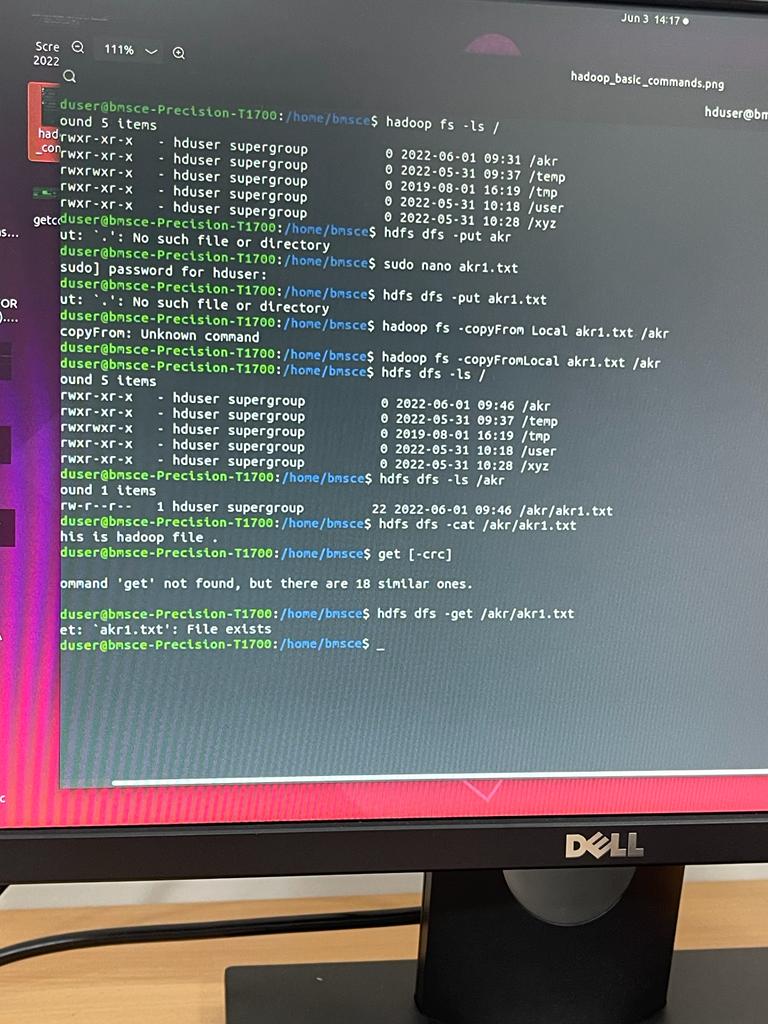 Jun 3 14:17
Scre
2022
111%
hadoop_basic_commands.png
hduser@bm
had
_con
getco
s...
OR
)....
duser@bmsce-Precision-T1700:/home/bmsce$ hadoop fs -ls /
ound 5 items
rwxr-xr-x - hduser supergroup 0 2022-06-01 09:31 /akr
rwxr-xr-x - hduser supergroup 0 2022-05-31 09:37 /temp
rwxrwxr-x - hduser supergroup 0 2019-08-01 16:19 /tmp
rwxr-xr-x - hduser supergroup 0 2022-05-31 10:18 /user
rwxr-xr-x - hduser supergroup 0 2022-05-31 10:28 /xyz
duser@bmsce-Precision-T1700:/home/bmsce$ hdfs dfs -put akr
ut: `.': No such file or directory
duser@bmsce-Precision-T1700:/home/bmsce$ sudo nano akr1.txt
sudo] password for hduser:
duser@bmsce-Precision-T1700:/home/bmsce$ hdfs dfs -put akr1.txt
ut: `.': No such file or directory
duser@bmsce-Precision-T1700:/home/bmsce$ hadoop fs -copyFrom Local akr1.txt /akr
copyFrom: Unknown command
duser@bmsce-Precision-T1700:/home/bmsce$ hadoop fs -copyFromLocal akr1.txt /akr
duser@bmsce-Precision-T1700:/home/bmsce$ hdfs dfs -ls /
ound 5 items
rwxr-xr-x - hduser supergroup 0 2022-06-01 09:46 /akr
rwxr-xr-x - hduser supergroup 0 2022-05-31 09:37 /temp
rwxrwxr-x - hduser supergroup 0 2019-08-01 16:19 /tmp
rwxr-xr-x - hduser supergroup 0 2022-05-31 10:18 /user
rwxr-xr-x - hduser supergroup 0 2022-05-31 10:28 /xyz
duser@bmsce-Precision-T1700:/home/bmsce$ hdfs dfs -ls /akr
ound 1 items
rw-r--r-- 1 hduser supergroup 22 2022-06-01 09:46 /akr/akr1.txt
duser@bmsce-Precision-T1700:/home/bmsce$ hdfs dfs -cat /akr/akr1.txt
his is hadoop file .
duser@bmsce-Precision-T1700:/home/bmsce$ get [-crc]
ommand 'get' not found, but there are 18 similar ones.
duser@bmsce-Precision-T1700:/home/bmsce$ hdfs dfs -get /akr/akr1.txt
et: `akr1.txt': File exists
duser@bmsce-Precision-T1700:/home/bmsce$ _
c
DELL